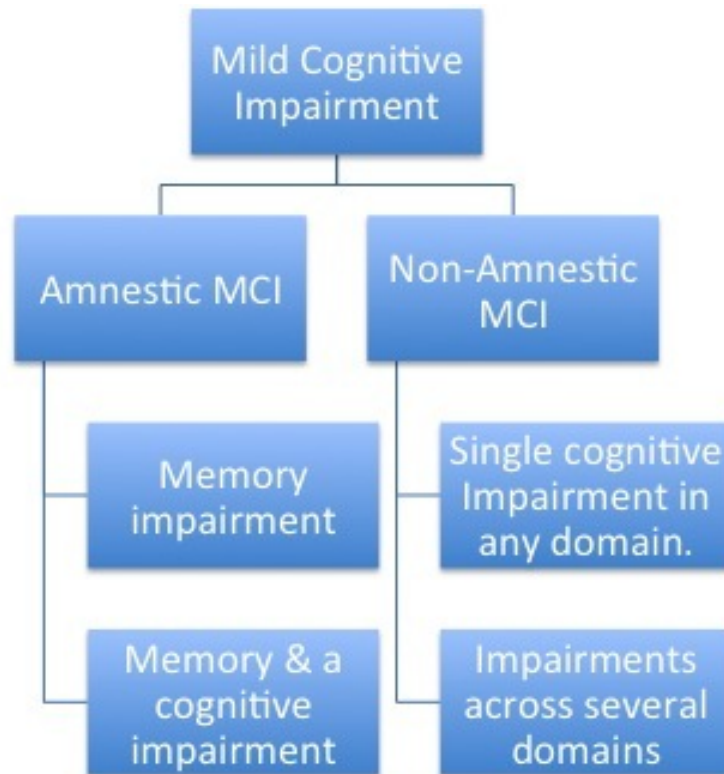 Mild Cognitive
Impairment
Amnestic MCI
Non-Amnestic
MCI
Memory
impairment
Single cognitive
Impairment in
any domain.
Memory & a
cognitive
impairment
Impairments
across several
domains